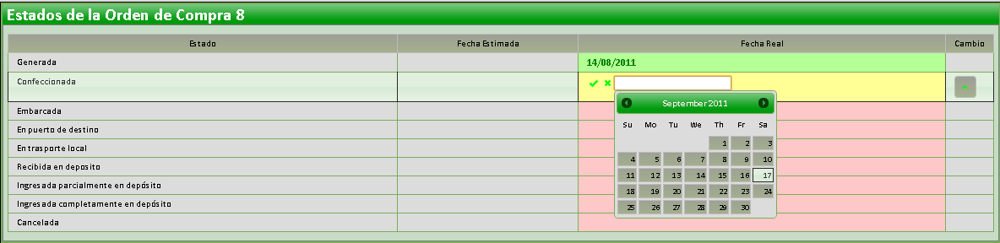 Estados de la Orden de Compra 8
Estado Fecha Estimada Fecha Real Cambio
Generada 14/08/2011
Confeccionada
Embarcada
En puerto de destino
En trasporte local
Recibida en deposito
Ingresada parcialmente en depósito
Ingresada completamente en depósito
Cancelada
September 2011
Su Mo Tu We Th Fr Sa
1 2 3
4 5 6 7 8 9 10
11 12 13 14 15 16 17
18 19 20 21 22 23 24
25 26 27 28 29 30